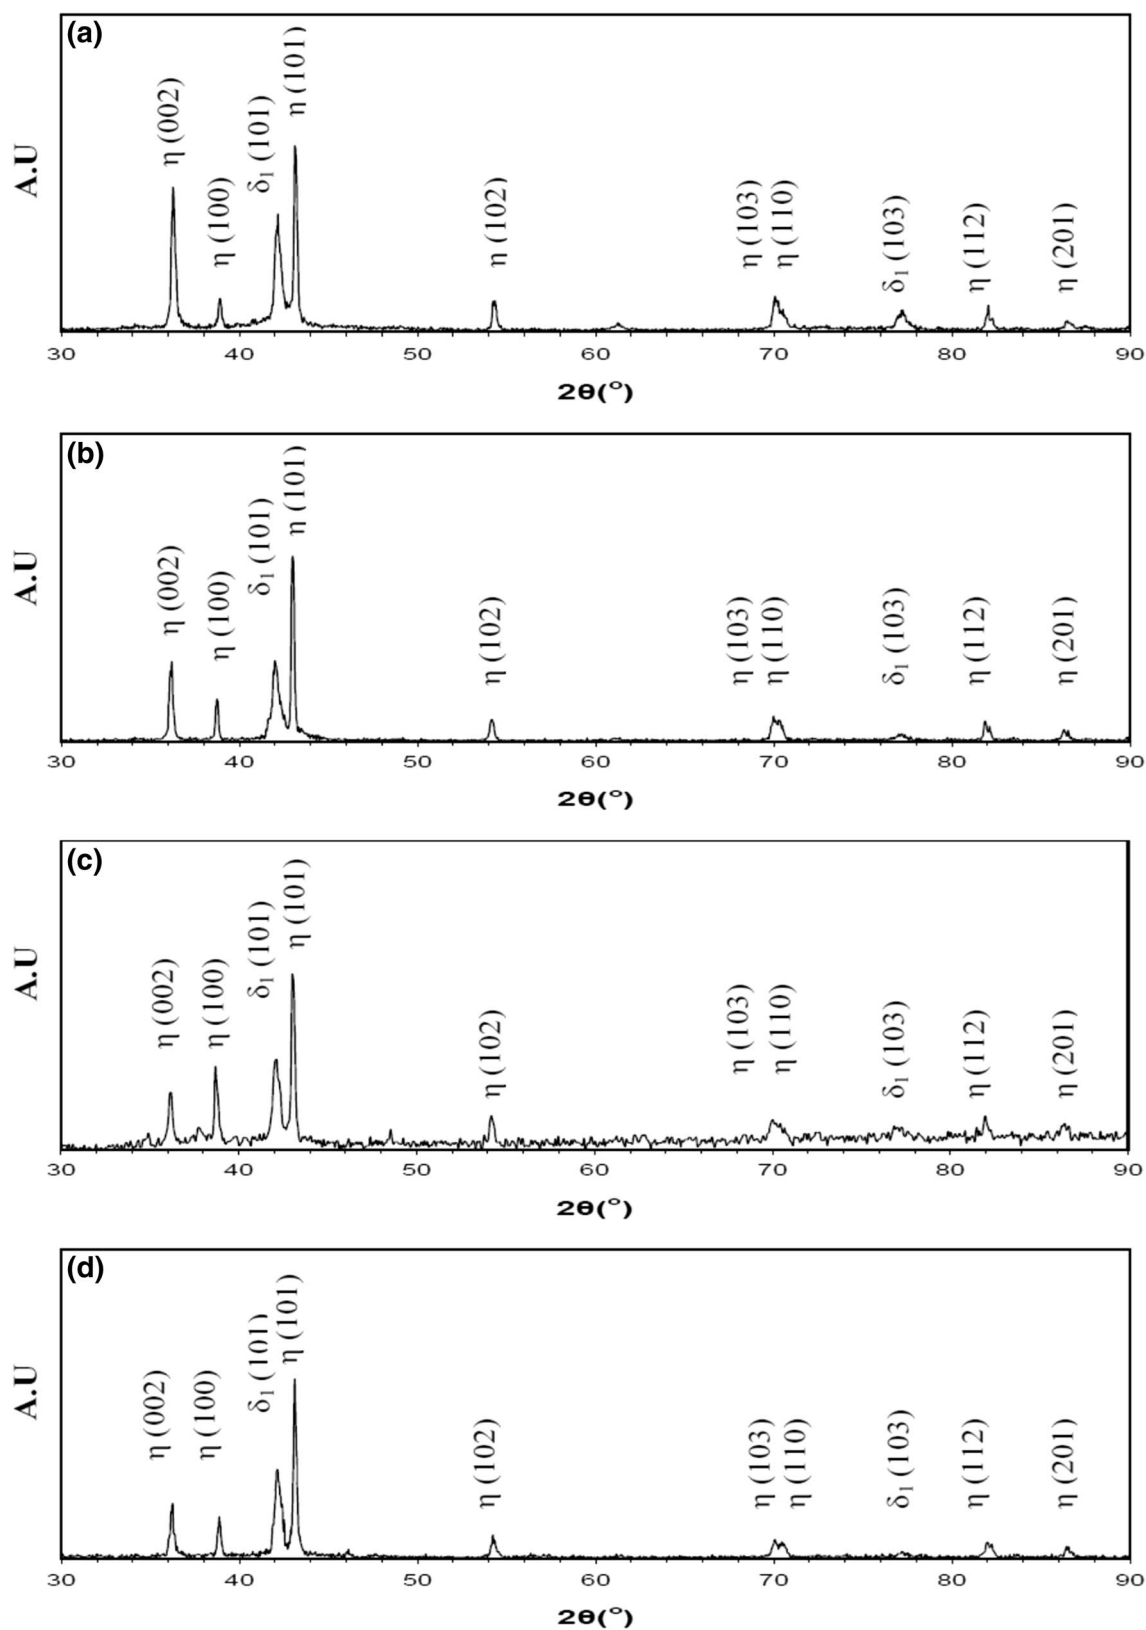 (a)
A.U
η (002)
η (100)
δ₁ (101)
η (101)
η (102)
η (103)
η (110)
δ₁ (103)
η (112)
η (201)
30 40 50 60 70 80 90
2θ(°)
(b)
A.U
η (002)
η (100)
δ₁ (101)
η (101)
η (102)
η (103)
η (110)
δ₁ (103)
η (112)
η (201)
30 40 50 60 70 80 90
2θ(°)
(c)
A.U
η (002)
η (100)
δ₁ (101)
η (101)
η (102)
η (103)
η (110)
δ₁ (103)
η (112)
η (201)
30 40 50 60 70 80 90
2θ(°)
(d)
A.U
η (002)
η (100)
δ₁ (101)
η (101)
η (102)
η (103)
η (110)
δ₁ (103)
η (112)
η (201)
30 40 50 60 70 80 90
2θ(°)